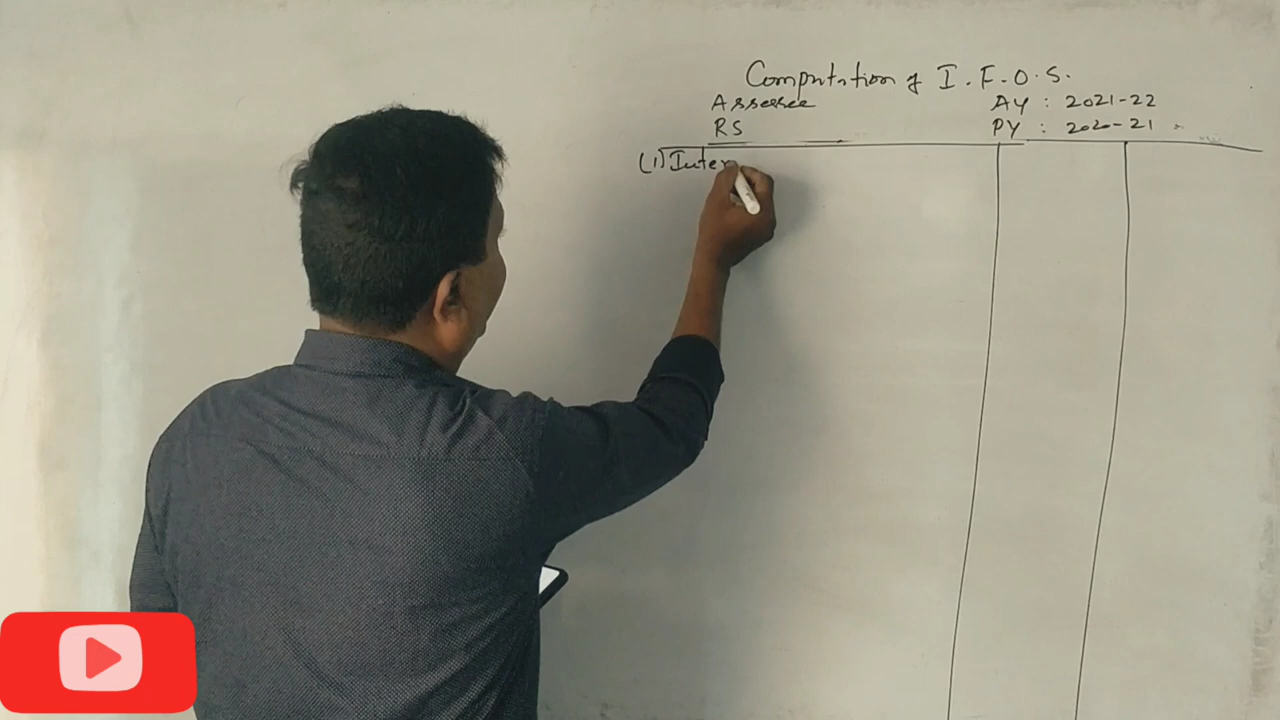 Computation of I.F.O.S.
Assessee AY : 2021-22
RS PY : 2020-21
(1) Inter